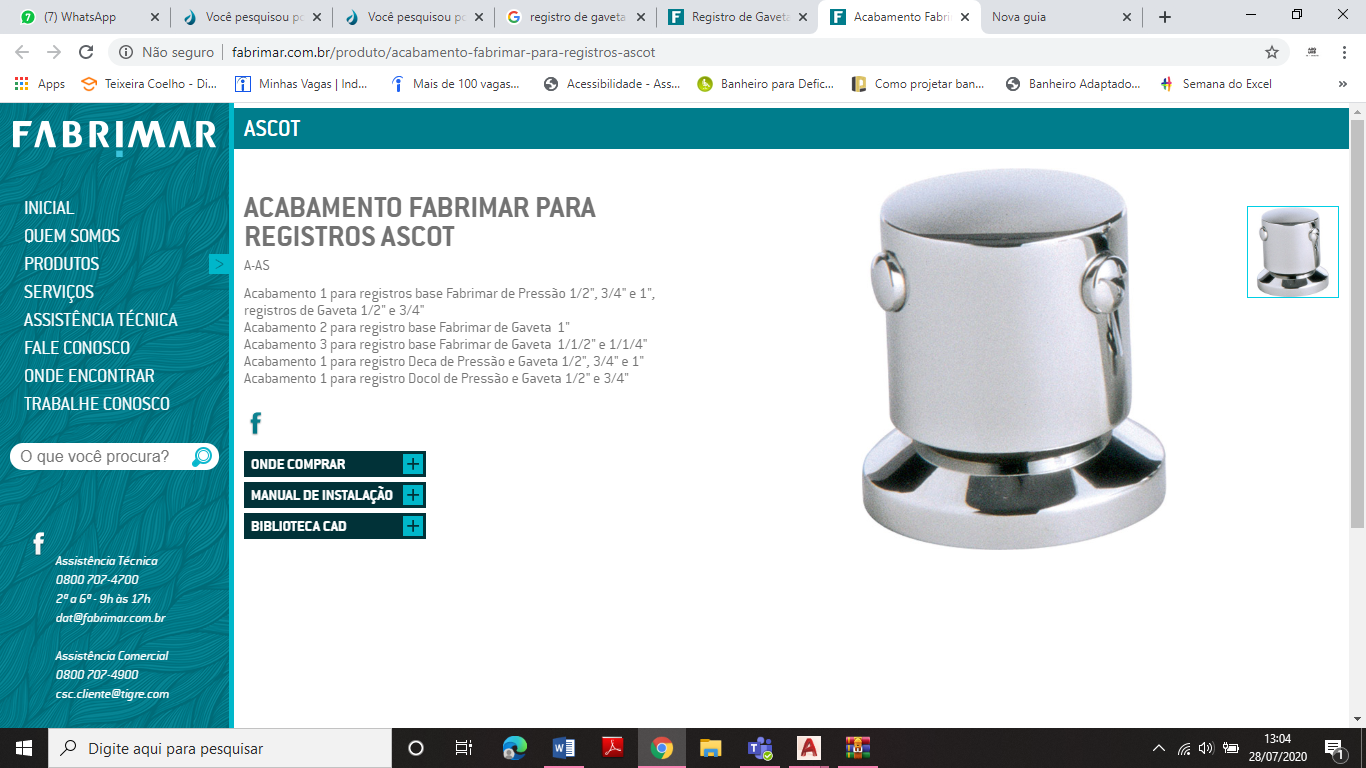 (7) WhatsApp
Você pesquisou po
Você pesquisou po
registro de gaveta
Registro de Gaveta
Acabamento Fabri
Nova guia
Não seguro
fabrimar.com.br/produto/acabamento-fabrimar-para-registros-ascot
Apps
Teixeira Coelho - Di...
Minhas Vagas | Ind...
Mais de 100 vagas...
Acessibilidade - Ass...
Banheiro para Defic...
Como projetar ban...
Banheiro Adaptado...
Semana do Excel
»
FABRIMAR
INICIAL
QUEM SOMOS
PRODUTOS
>
SERVIÇOS
ASSISTÊNCIA TÉCNICA
FALE CONOSCO
ONDE ENCONTRAR
TRABALHE CONOSCO
O que você procura?
f
Assistência Técnica
0800 707-4700
2ª a 6ª - 9h às 17h
dat@fabrimar.com.br
Assistência Comercial
0800 707-4900
csc.cliente@tigre.com
ASCOT
ACABAMENTO FABRIMAR PARA
REGISTROS ASCOT
A-AS
Acabamento 1 para registros base Fabrimar de Pressão 1/2", 3/4" e 1",
registros de Gaveta 1/2" e 3/4"
Acabamento 2 para registro base Fabrimar de Gaveta 1"
Acabamento 3 para registro base Fabrimar de Gaveta 1/1/2" e 1/1/4"
Acabamento 1 para registro Deca de Pressão e Gaveta 1/2", 3/4" e 1"
Acabamento 1 para registro Docol de Pressão e Gaveta 1/2" e 3/4"
f
ONDE COMPRAR +
MANUAL DE INSTALAÇÃO +
BIBLIOTECA CAD +
Digite aqui para pesquisar
13:04
28/07/2020
1